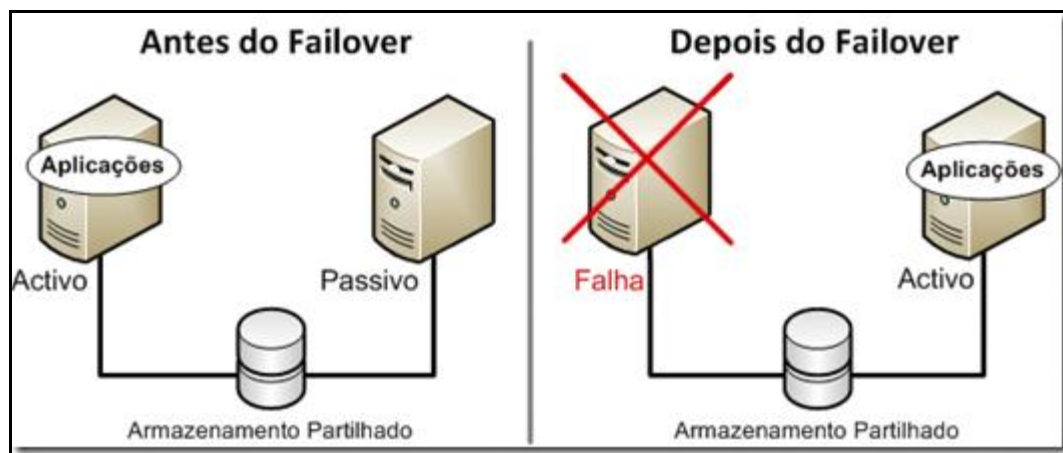 Antes do Failover
Aplicações
Activo
Passivo
Armazenamento Partilhado
Depois do Failover
Aplicações
Falha
Activo
Armazenamento Partilhado